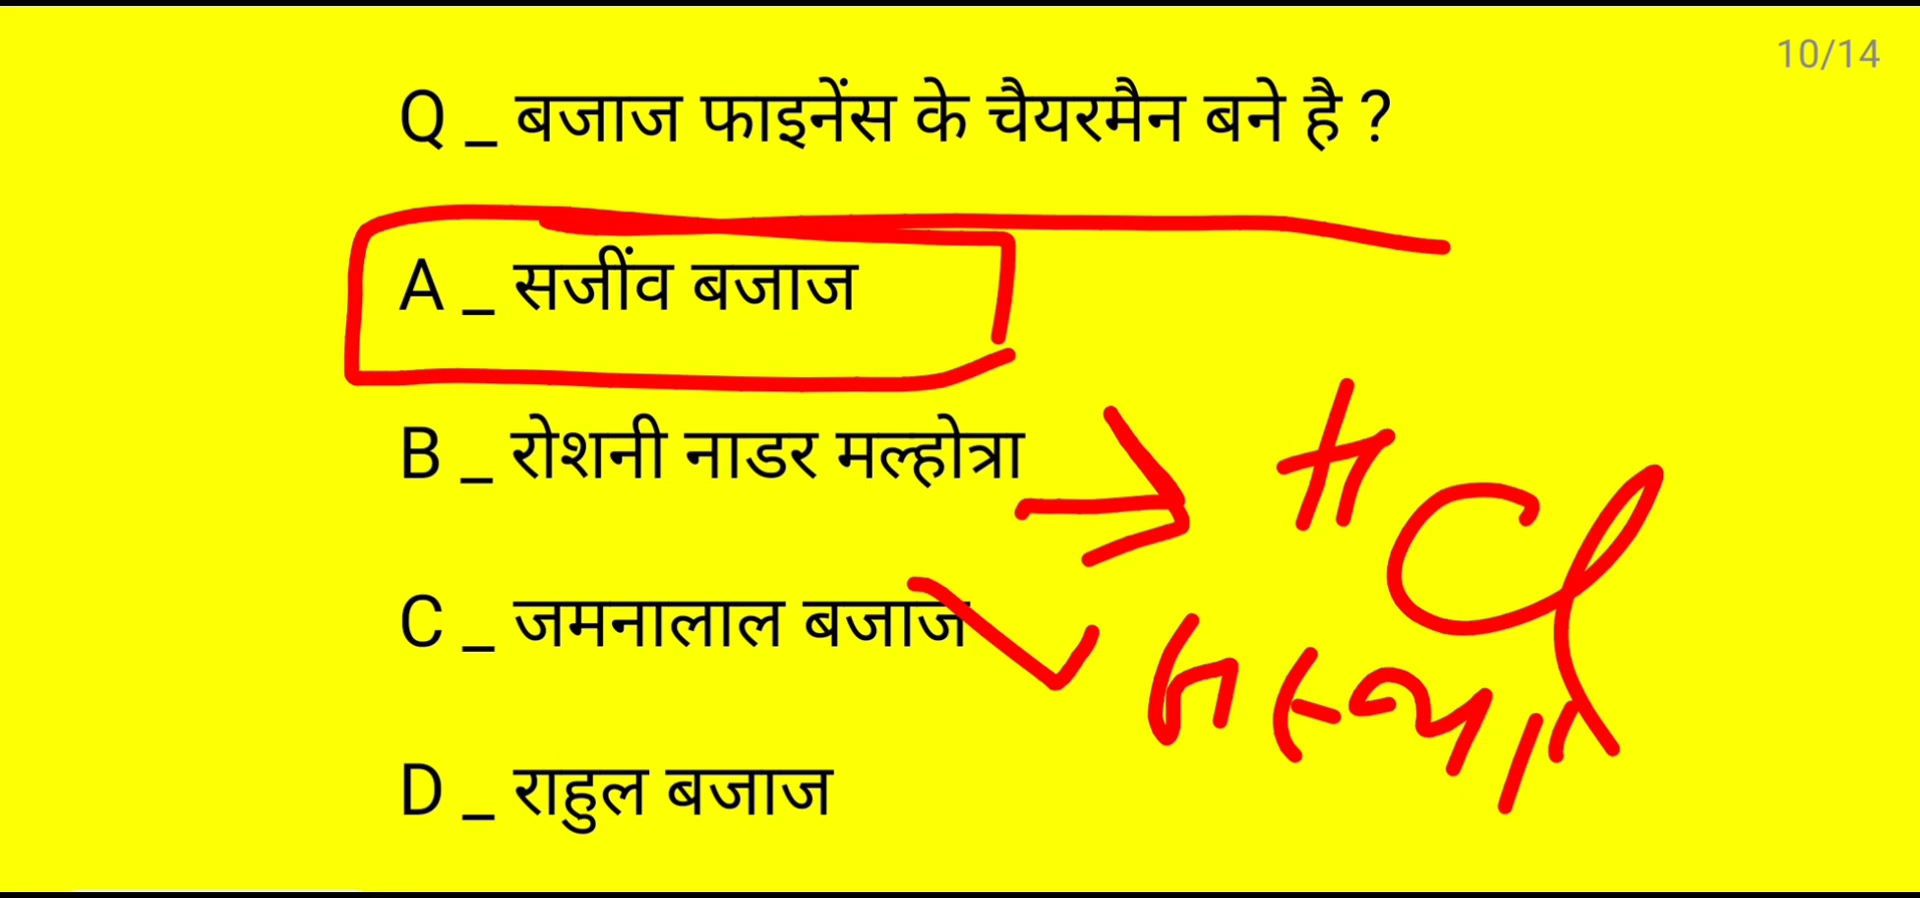 10/14
Q _ बजाज फाइनेंस के चैयरमैन बने है ?
A _ सजींव बजाज
B _ रोशनी नाडर मल्होत्रा
HCl
C _ जमनालाल बजाज
D _ राहुल बजाज